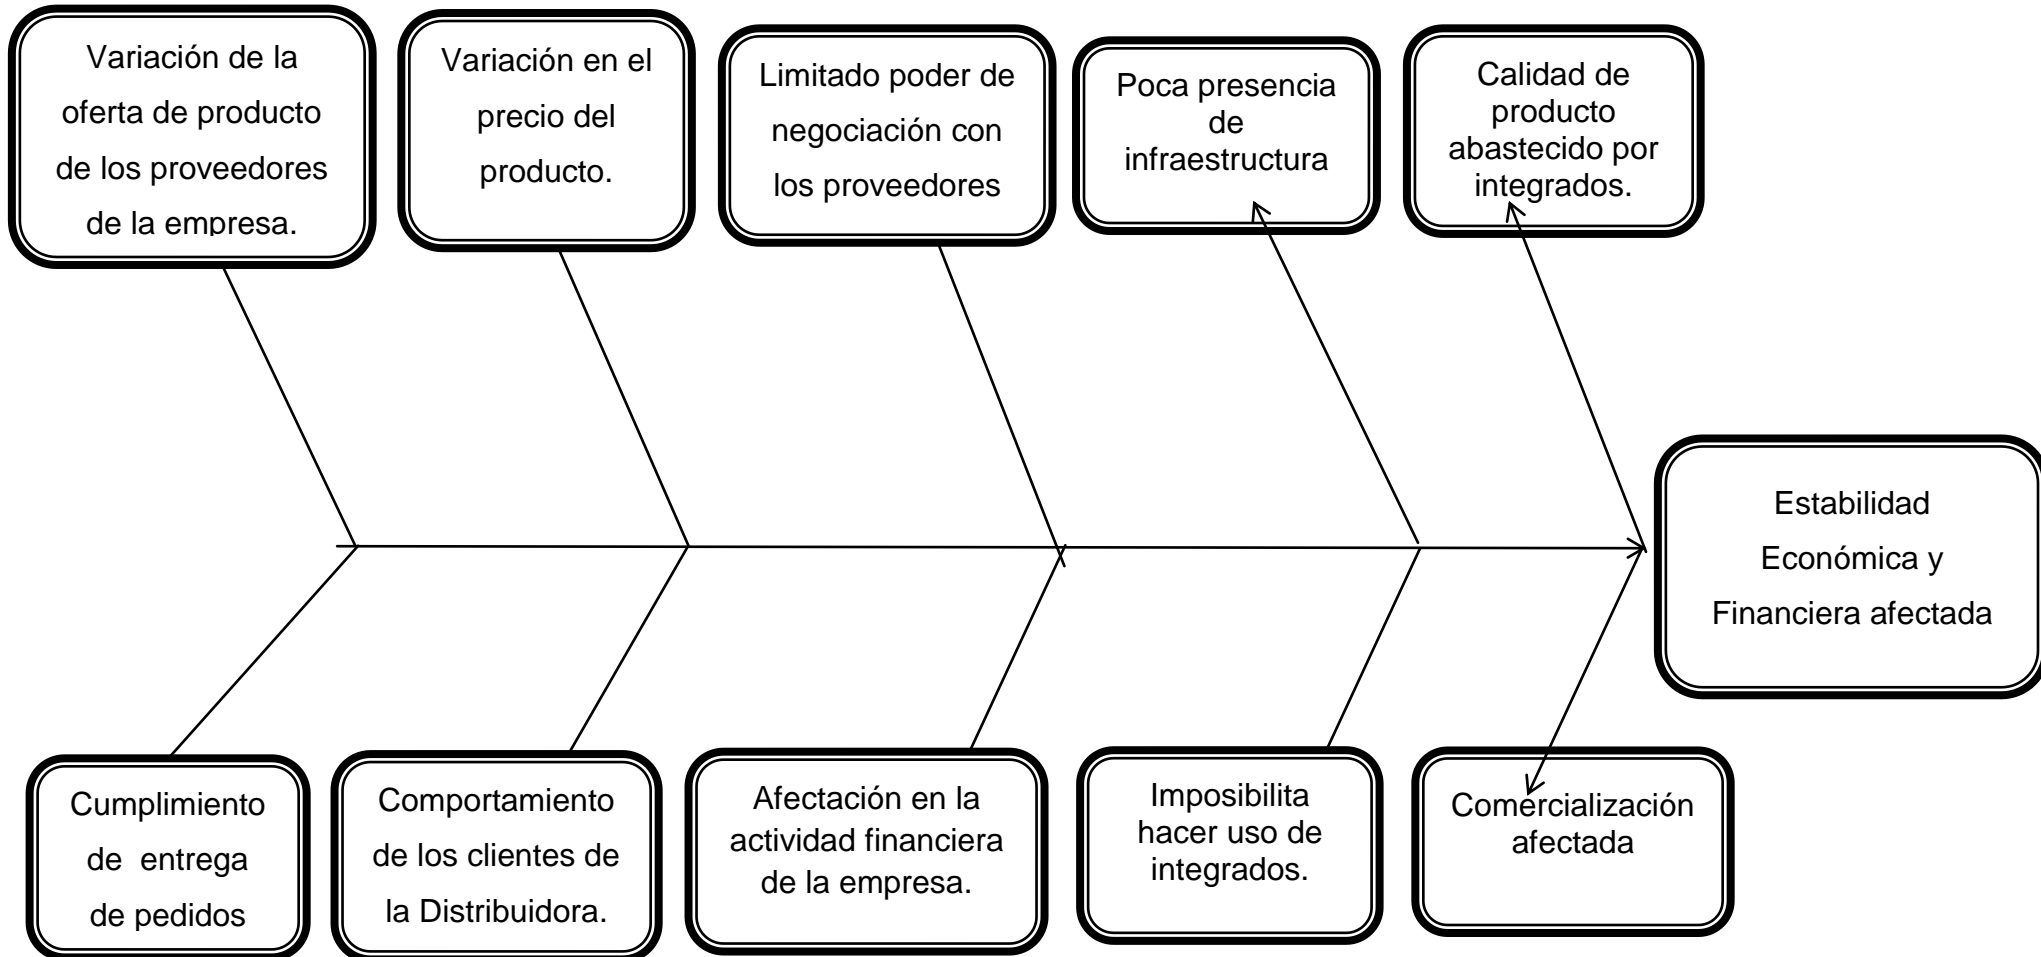 Variación de la
oferta de producto
de los proveedores
de la empresa.
Variación en el
precio del
producto.
Limitado poder de
negociación con
los proveedores
Poca presencia
de
infraestructura
Calidad de
producto
abastecido por
integrados.
Estabilidad
Económica y
Financiera afectada
Cumplimiento
de entrega
de pedidos
Comportamiento
de los clientes de
la Distribuidora.
Afectación en la
actividad financiera
de la empresa.
Imposibilita
hacer uso de
integrados.
Comercialización
afectada